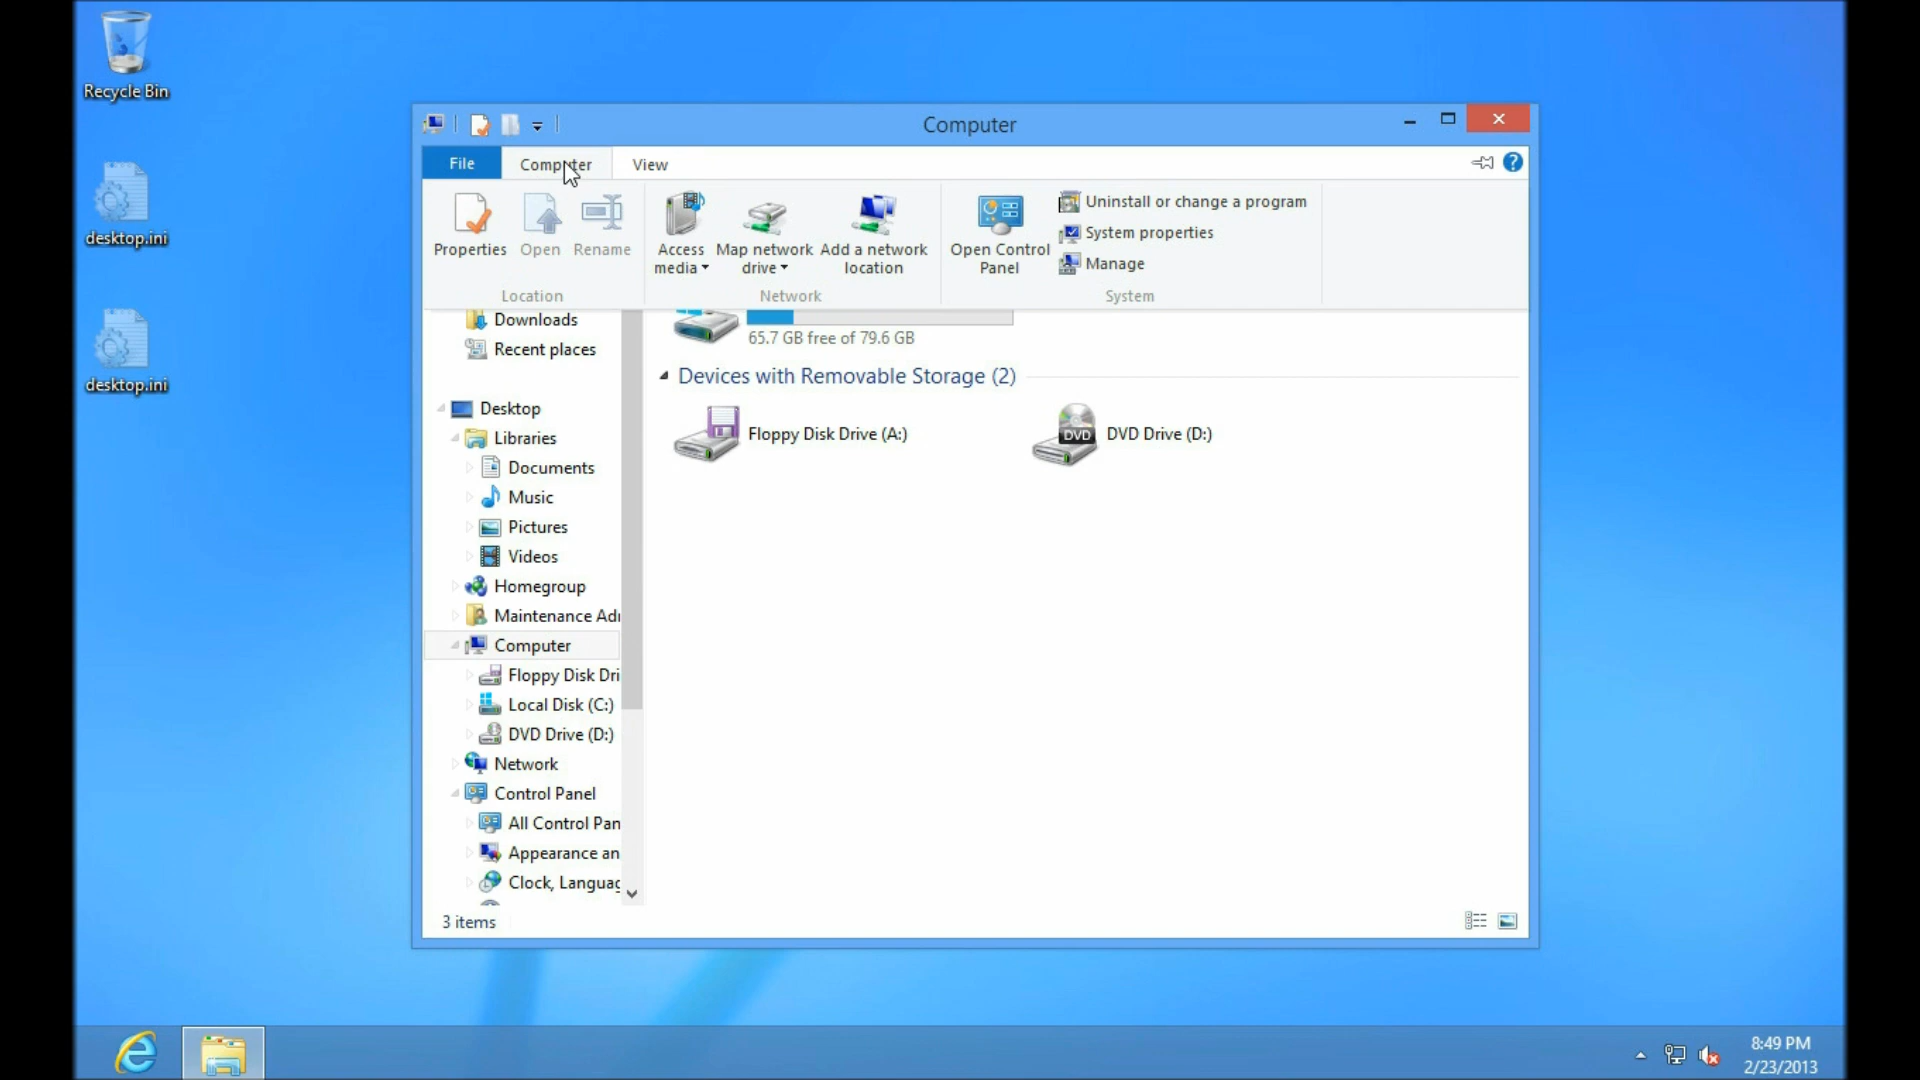 Recycle Bin
desktop.ini
desktop.ini
Computer
File
Computer
View
Properties
Open
Rename
Access
media
Map network
drive
Add a network
location
Open Control
Panel
Uninstall or change a program
System properties
Manage
Location
Network
System
Downloads
Recent places
Desktop
Libraries
Documents
Music
Pictures
Videos
Homegroup
Maintenance Ad
Computer
Floppy Disk Dri
Local Disk (C:)
DVD Drive (D:)
Network
Control Panel
All Control Pan
Appearance an
Clock, Languag
65.7 GB free of 79.6 GB
Devices with Removable Storage (2)
Floppy Disk Drive (A:)
DVD
DVD Drive (D:)
3 items
8:49 PM
2/23/2013